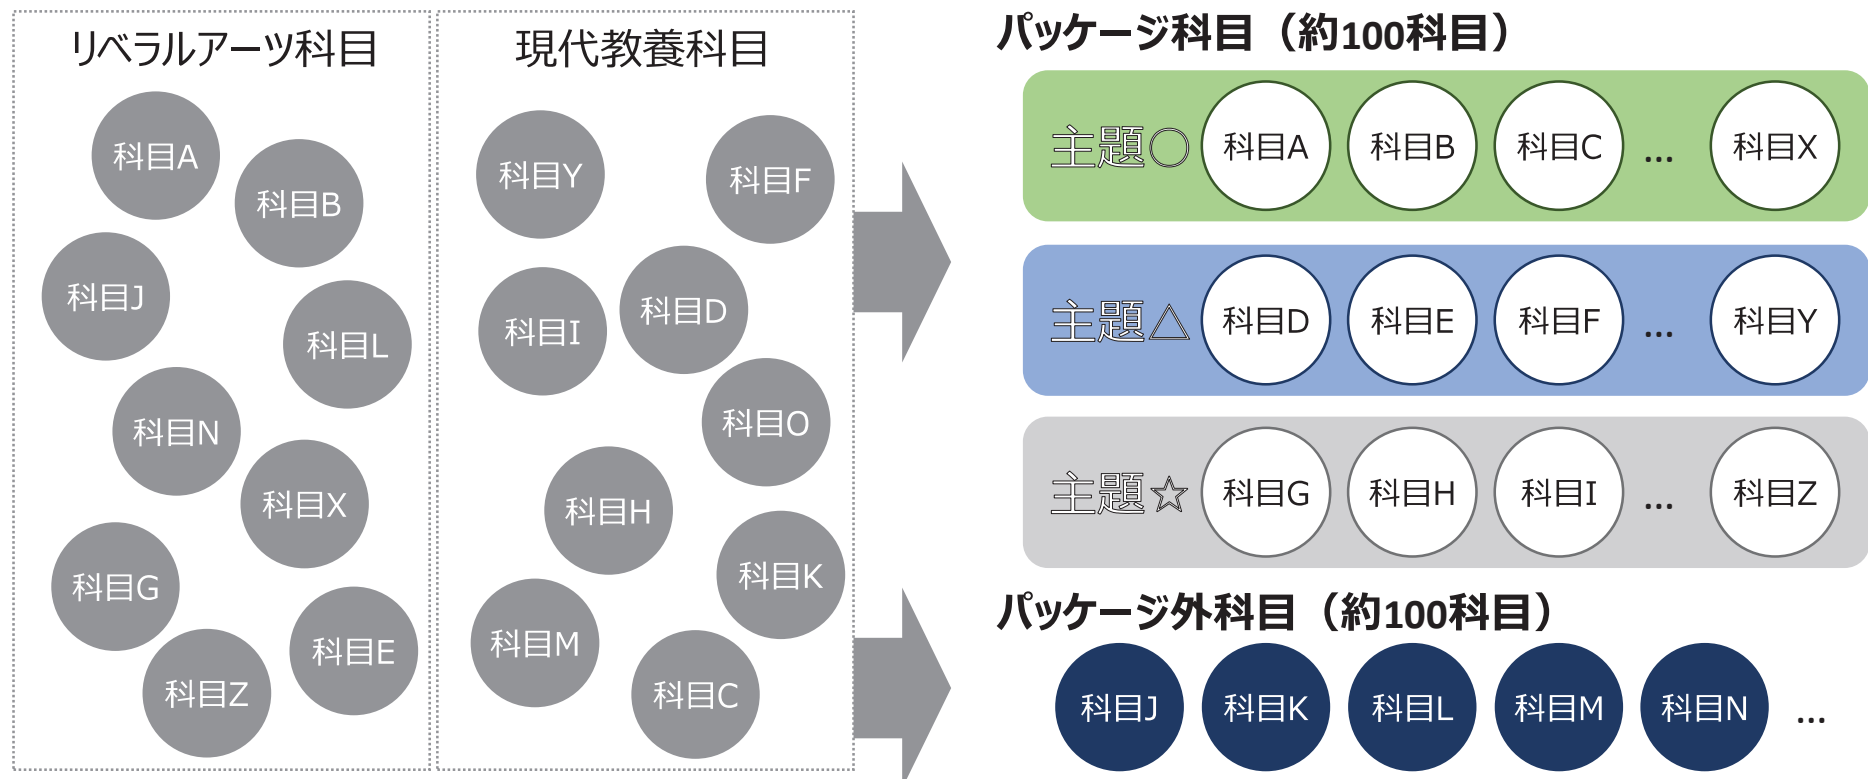 リベラルアーツ科目
科目A
科目B
科目J
科目L
科目N
科目X
科目G
科目E
科目Z
現代教養科目
科目Y
科目F
科目D
科目I
科目O
科目H
科目K
科目M
科目C
パッケージ科目（約100科目）
主題○ 科目A 科目B 科目C … 科目X
主題△ 科目D 科目E 科目F … 科目Y
主題☆ 科目G 科目H 科目I … 科目Z
パッケージ外科目（約100科目）
科目J 科目K 科目L 科目M 科目N …